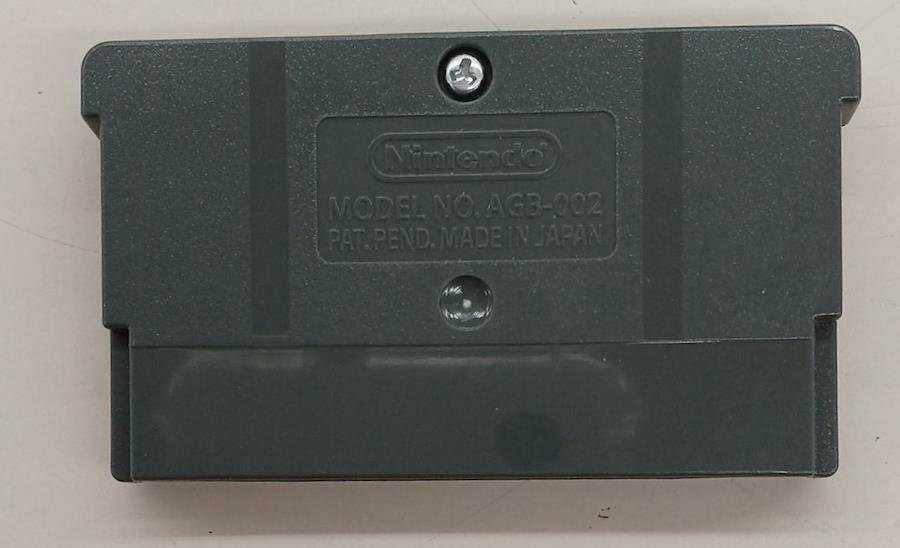 Nintendo
MODEL NO. AGB-002
PAT. PEND. MADE IN JAPAN